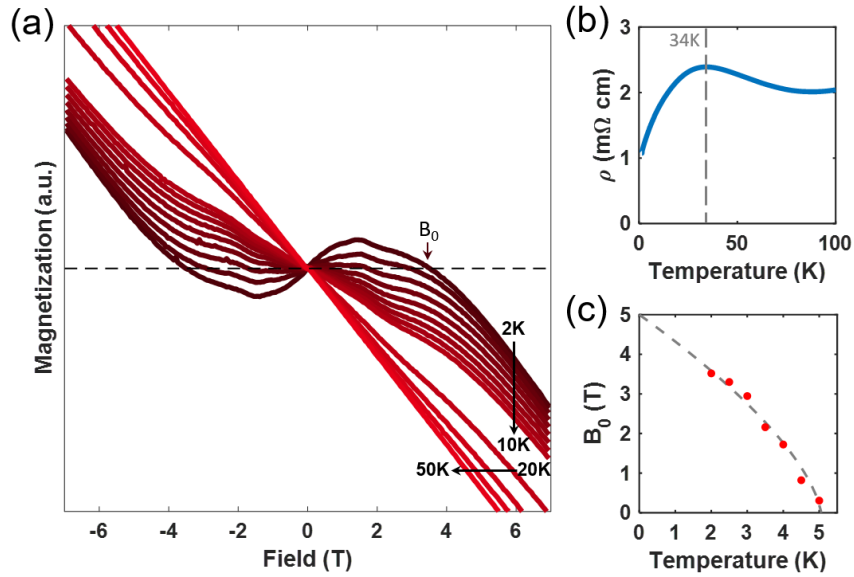 (a)
Magnetization (a.u.)
B₀
2K
10K
50K
20K
-6 -4 -2 0 2 4 6
Field (T)
(b)
34K
3
2
1
0
ρ (mΩ cm)
0 50 100
Temperature (K)
(c)
5
4
3
2
1
0
B₀ (T)
0 1 2 3 4 5
Temperature (K)